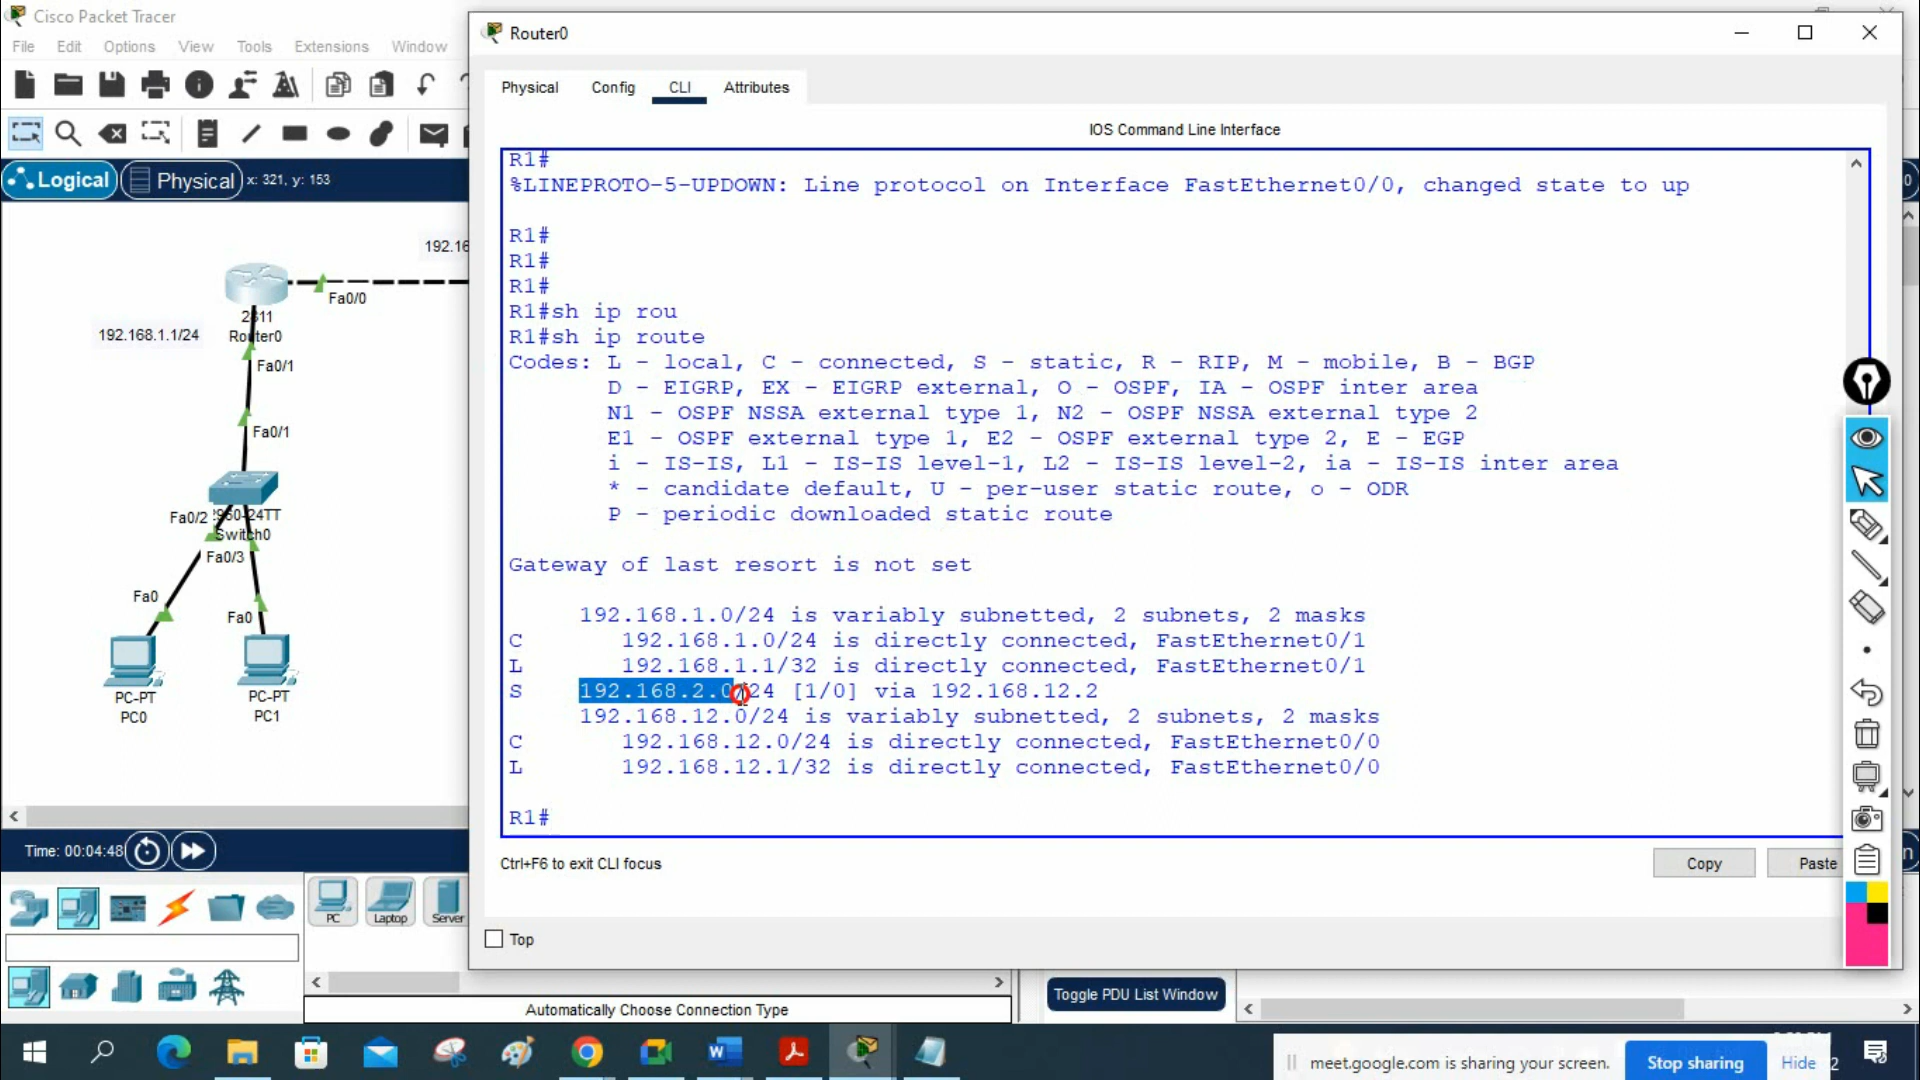 Cisco Packet Tracer
File Edit Options View Tools Extensions Window
Logical
Physical
x: 321, y: 153
192.16
Fa0/0
2811
Router0
192.168.1.1/24
Fa0/1
Fa0/1
Fa0/2
950-24TT
Switch0
Fa0/3
Fa0
Fa0
PC-PT
PC0
PC-PT
PC1
Time: 00:04:48
PC
Laptop
Server
Automatically Choose Connection Type
Router0
Physical Config CLI Attributes
IOS Command Line Interface
R1#
%LINEPROTO-5-UPDOWN: Line protocol on Interface FastEthernet0/0, changed state to up
R1#
R1#
R1#
R1#sh ip rou
R1#sh ip route
Codes: L - local, C - connected, S - static, R - RIP, M - mobile, B - BGP
D - EIGRP, EX - EIGRP external, O - OSPF, IA - OSPF inter area
N1 - OSPF NSSA external type 1, N2 - OSPF NSSA external type 2
E1 - OSPF external type 1, E2 - OSPF external type 2, E - EGP
i - IS-IS, L1 - IS-IS level-1, L2 - IS-IS level-2, ia - IS-IS inter area
* - candidate default, U - per-user static route, o - ODR
P - periodic downloaded static route
Gateway of last resort is not set
192.168.1.0/24 is variably subnetted, 2 subnets, 2 masks
C 192.168.1.0/24 is directly connected, FastEthernet0/1
L 192.168.1.1/32 is directly connected, FastEthernet0/1
S 192.168.2.0/24 [1/0] via 192.168.12.2
192.168.12.0/24 is variably subnetted, 2 subnets, 2 masks
C 192.168.12.0/24 is directly connected, FastEthernet0/0
L 192.168.12.1/32 is directly connected, FastEthernet0/0
R1#
Ctrl+F6 to exit CLI focus
Copy
Paste
Top
Toggle PDU List Window
meet.google.com is sharing your screen.
Stop sharing
Hide